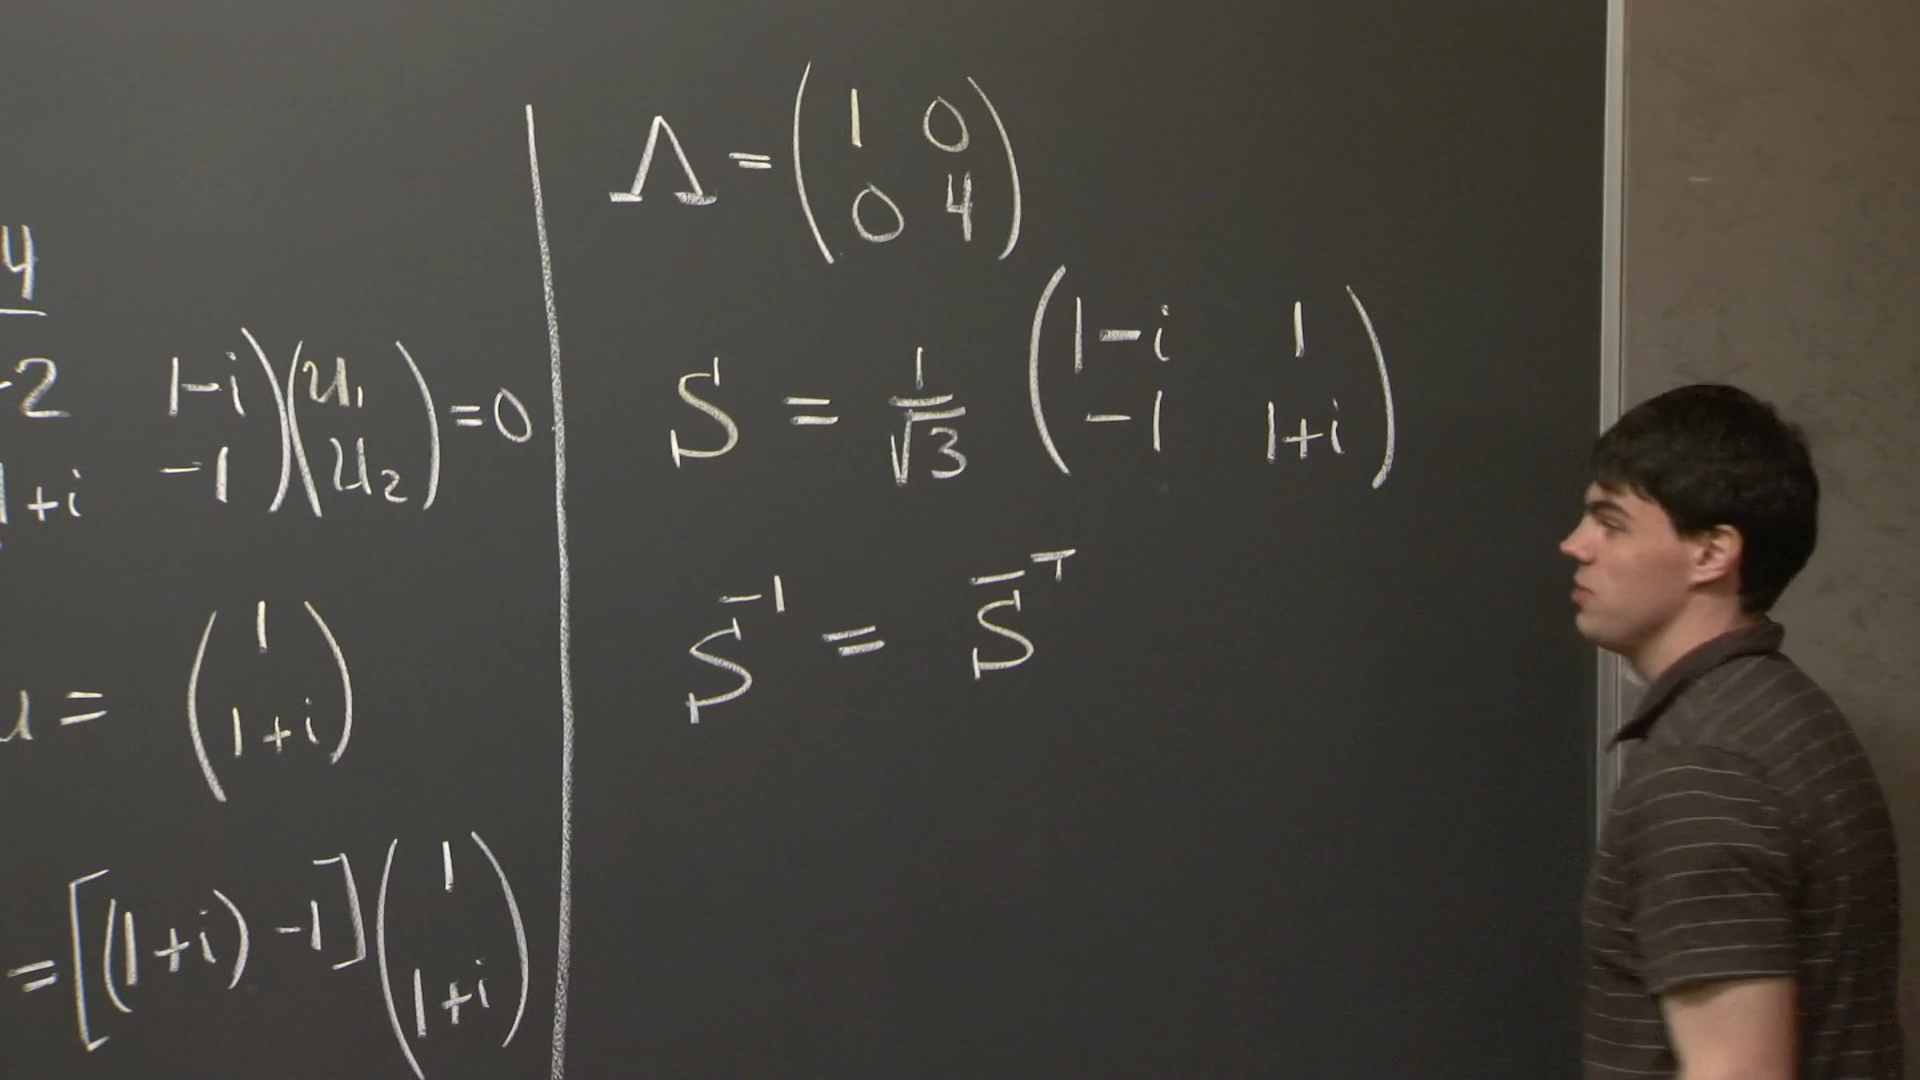 4
-2 1-i) (u₁
1+i -1) (u₂) =0
u = (1
1+i)
= [(1+i) -1] (1
1+i)
Λ = (1 0
0 4)
S = 1/√3 (1-i 1
-1 1+i)
S⁻¹ = S̄ᵀ